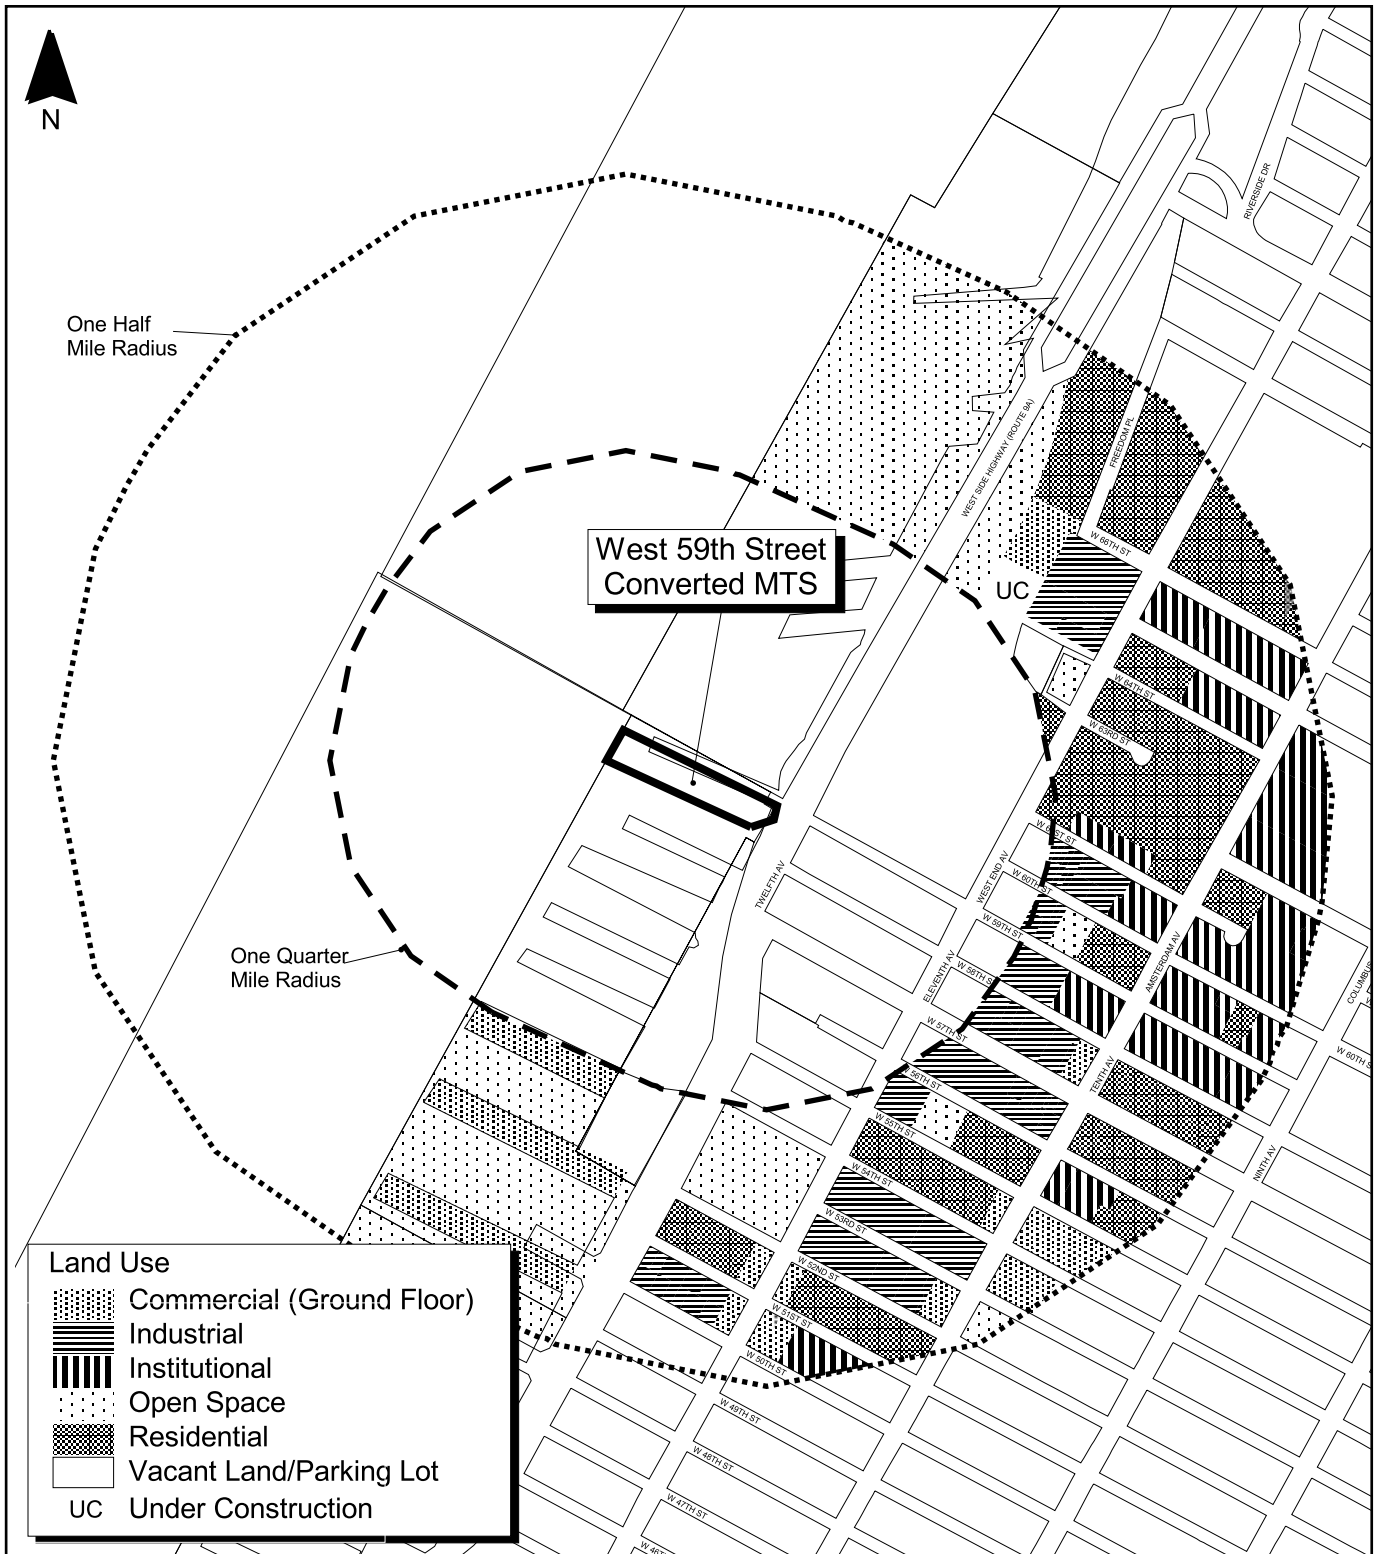 N
RIVERSIDE DR
One Half
Mile Radius
WEST SIDE HIGHWAY (ROUTE 9A)
FREEDOM PL
W 66TH ST
West 59th Street
Converted MTS
UC
W 64TH ST
W 63RD ST
W 61ST ST
WEST END AV
W 60TH ST
TWELFTH AV
W 59TH ST
AMSTERDAM AV
One Quarter
Mile Radius
ELEVENTH AV
W 58TH S
COLUMBUS
W 57TH ST
W 60TH S
TENTH AV
W 56TH ST
W 55TH ST
NINTH AV
W 54TH ST
W 53RD ST
W 52ND ST
W 51ST ST
W 50TH ST
W 49TH ST
W 48TH ST
W 47TH ST
Land Use
Commercial (Ground Floor)
Industrial
Institutional
Open Space
Residential
Vacant Land/Parking Lot
UC Under Construction